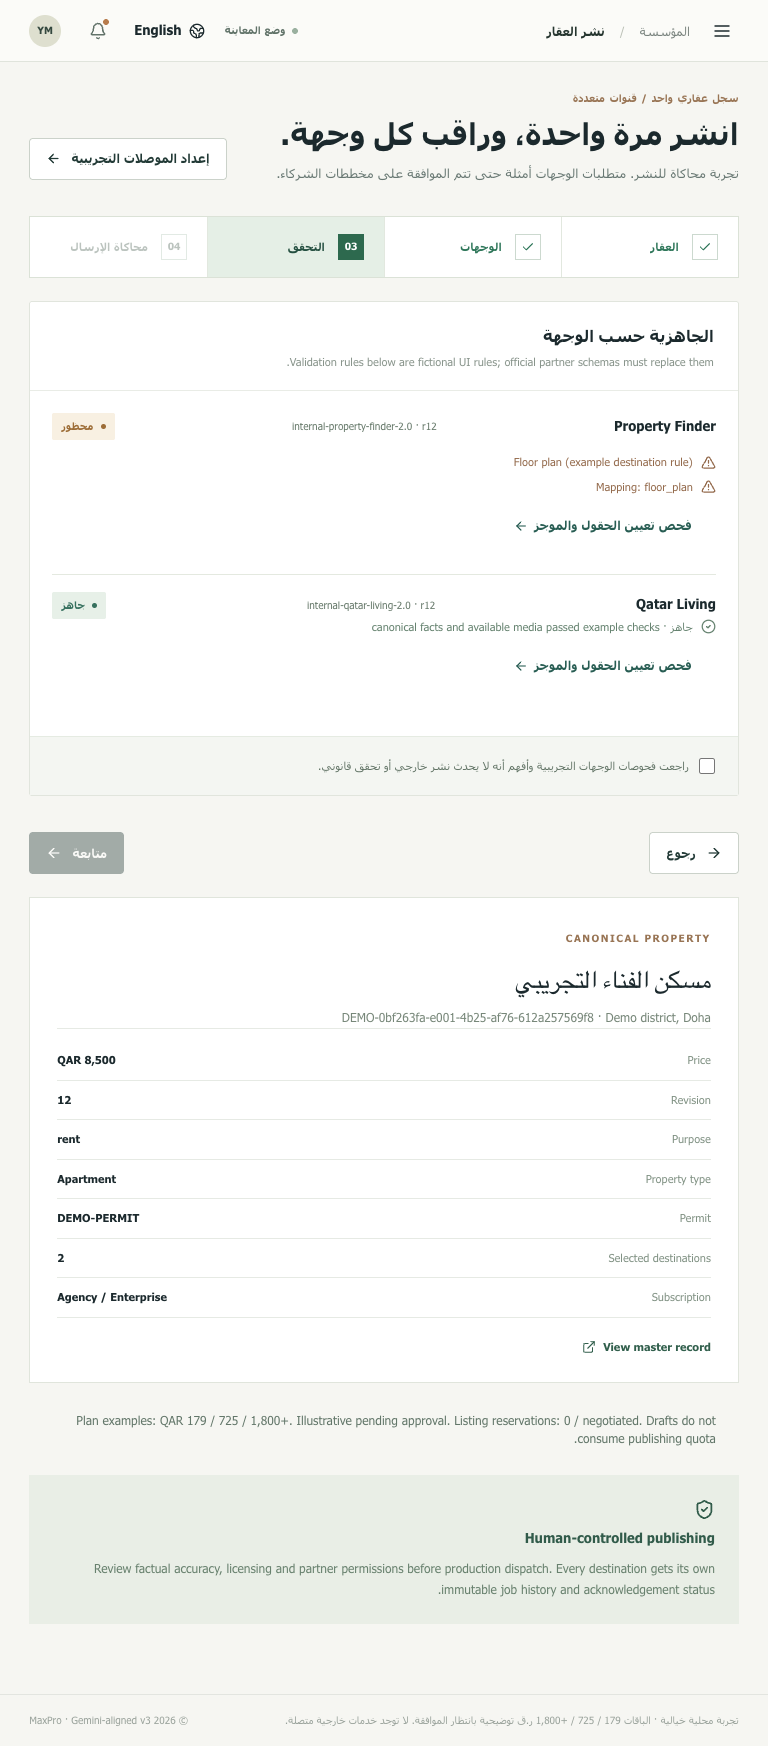 المؤسسة / نشر العقار
وضع المعاينة
English
YM
سجل عقاري واحد / قنوات متعددة
انشر مرة واحدة، وراقب كل وجهة.
تجربة محاكاة للنشر. متطلبات الوجهات أمثلة حتى تتم الموافقة على مخططات الشركاء.
إعداد الموصلات التجريبية
العقار
الوجهات
03 التحقق
04 محاكاة الإرسال
الجاهزية حسب الوجهة
Validation rules below are fictional UI rules; official partner schemas must replace them.
Property Finder
internal-property-finder-2.0 · r12
محظور
Floor plan (example destination rule)
Mapping: floor_plan
فحص تعيين الحقول والموجز
Qatar Living
internal-qatar-living-2.0 · r12
جاهز
جاهز · canonical facts and available media passed example checks
فحص تعيين الحقول والموجز
راجعت فحوصات الوجهات التجريبية وأفهم أنه لا يحدث نشر خارجي أو تحقق قانوني.
رجوع
متابعة
CANONICAL PROPERTY
مسكن الفناء التجريبي
DEMO-0bf263fa-e001-4b25-af76-612a257569f8 · Demo district, Doha
Price QAR 8,500
Revision 12
Purpose rent
Property type Apartment
Permit DEMO-PERMIT
Selected destinations 2
Subscription Agency / Enterprise
View master record
Plan examples: QAR 179 / 725 / 1,800+. Illustrative pending approval. Listing reservations: 0 / negotiated. Drafts do not
consume publishing quota.
Human-controlled publishing
Review factual accuracy, licensing and partner permissions before production dispatch. Every destination gets its own
immutable job history and acknowledgement status.
تجربة محلية خيالية · الباقات 179 / 725 / 1,800+ ر.ق توضيحية بانتظار الموافقة. لا توجد خدمات خارجية متصلة.
MaxPro · Gemini-aligned v3 2026 ©